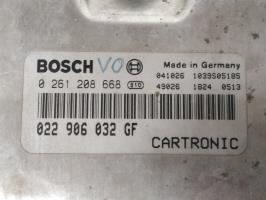 BOSCH VO
Made in Germany
0 261 208 668 010
041026 1039S05185
49026 1824 0513
022 906 032 GF
CARTRONIC